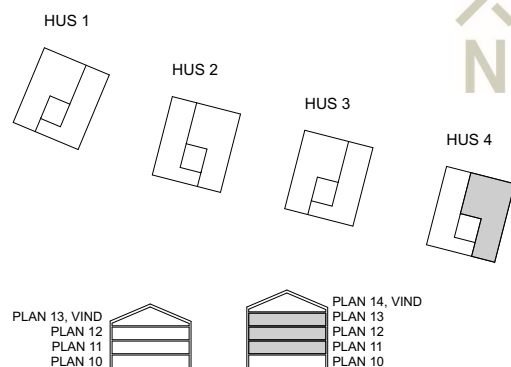 HUS 1
HUS 2
HUS 3
HUS 4
N
PLAN 13, VIND
PLAN 12
PLAN 11
PLAN 10
PLAN 14, VIND
PLAN 13
PLAN 12
PLAN 11
PLAN 10